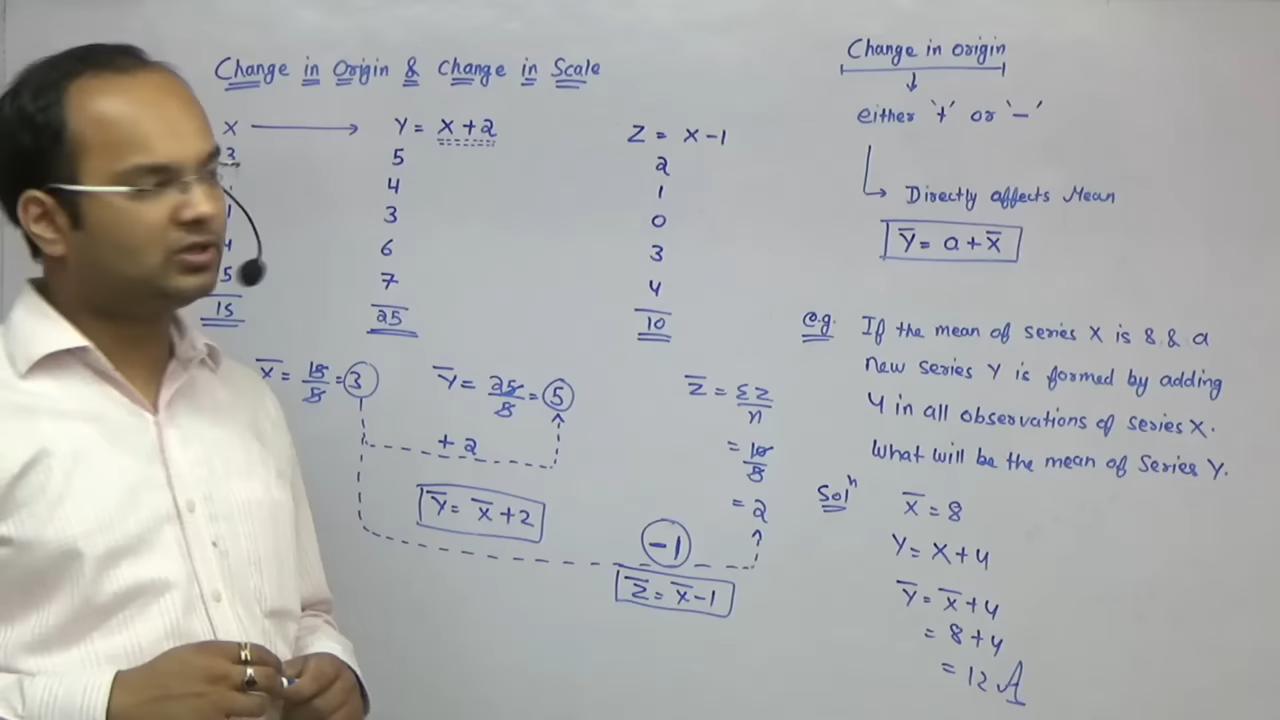 Change in Origin & Change in Scale
X → Y = X + 2
3
5
4
1
3
4
6
5
7
15
25
Z = X - 1
2
1
0
3
4
10
X̅ = 15/5 = 3
Y̅ = 25/5 = 5
+ 2
Y̅ = X̅ + 2
Z̅ = ΣZ/n
= 10/5
= 2
-1
Z̅ = X̅ - 1
Change in origin
either '+' or '-'
Directly affects Mean
Y̅ = a + X̅
e.g. If the mean of series X is 8 & a
new series Y is formed by adding
4 in all observations of series X.
What will be the mean of Series Y.
Solⁿ
X̅ = 8
Y = X + 4
Y̅ = X̅ + 4
= 8 + 4
= 12 A